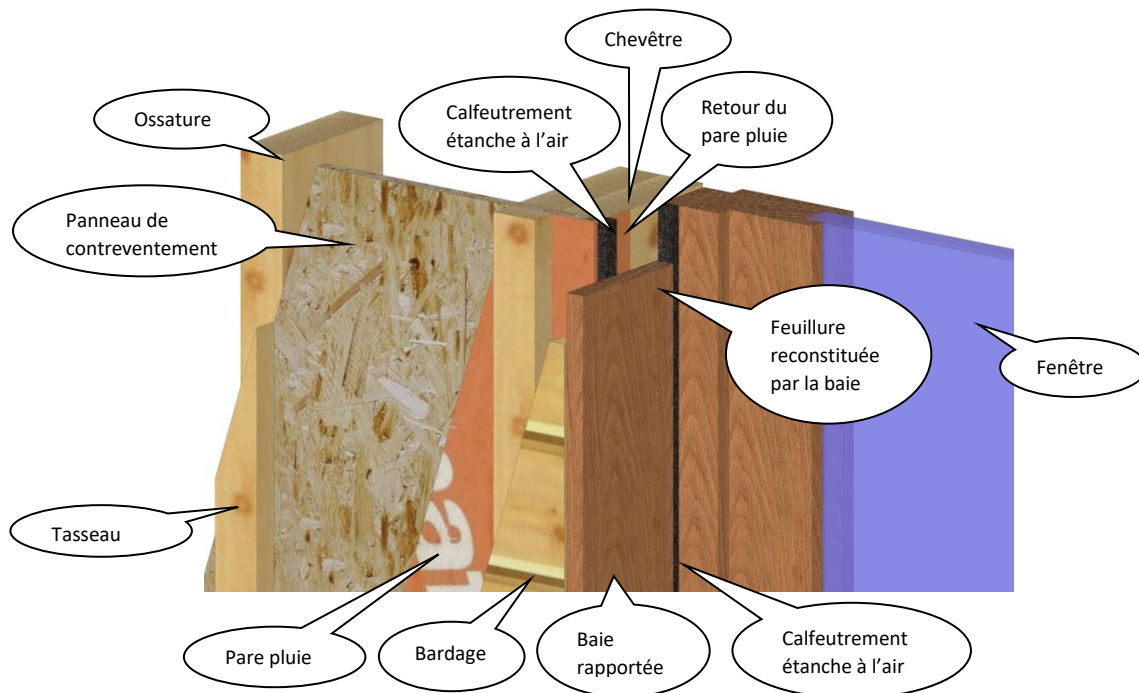 Chevêtre
Ossature
Calfeutrement
étanche à l’air
Retour du
pare pluie
Panneau de
contreventement
Feuillure
reconstituée
par la baie
Fenêtre
Tasseau
Pare pluie
Bardage
Baie
rapportée
Calfeutrement
étanche à l’air